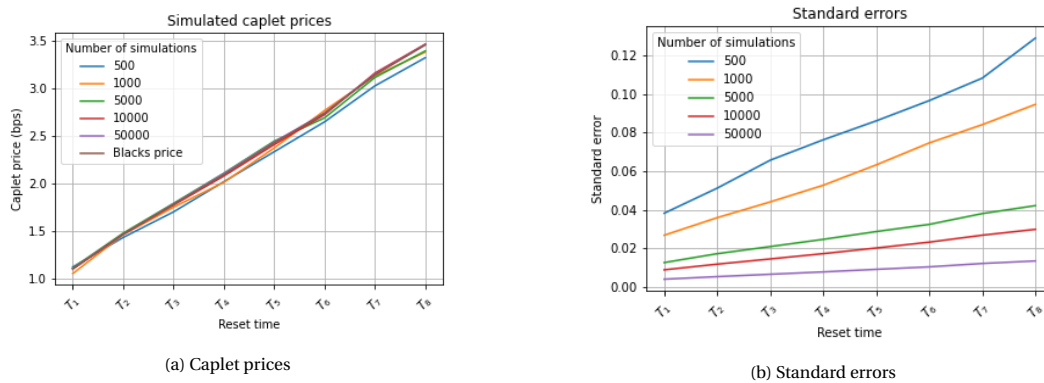 Simulated caplet prices
Caplet price (bps)
3.5
3.0
2.5
2.0
1.5
1.0
Number of simulations
500
1000
5000
10000
50000
Blacks price
T₁ T₂ T₃ T₄ T₅ T₆ T₇ T₈
Reset time
(a) Caplet prices
Standard errors
Standard error
0.12
0.10
0.08
0.06
0.04
0.02
0.00
Number of simulations
500
1000
5000
10000
50000
T₁ T₂ T₃ T₄ T₅ T₆ T₇ T₈
Reset time
(b) Standard errors